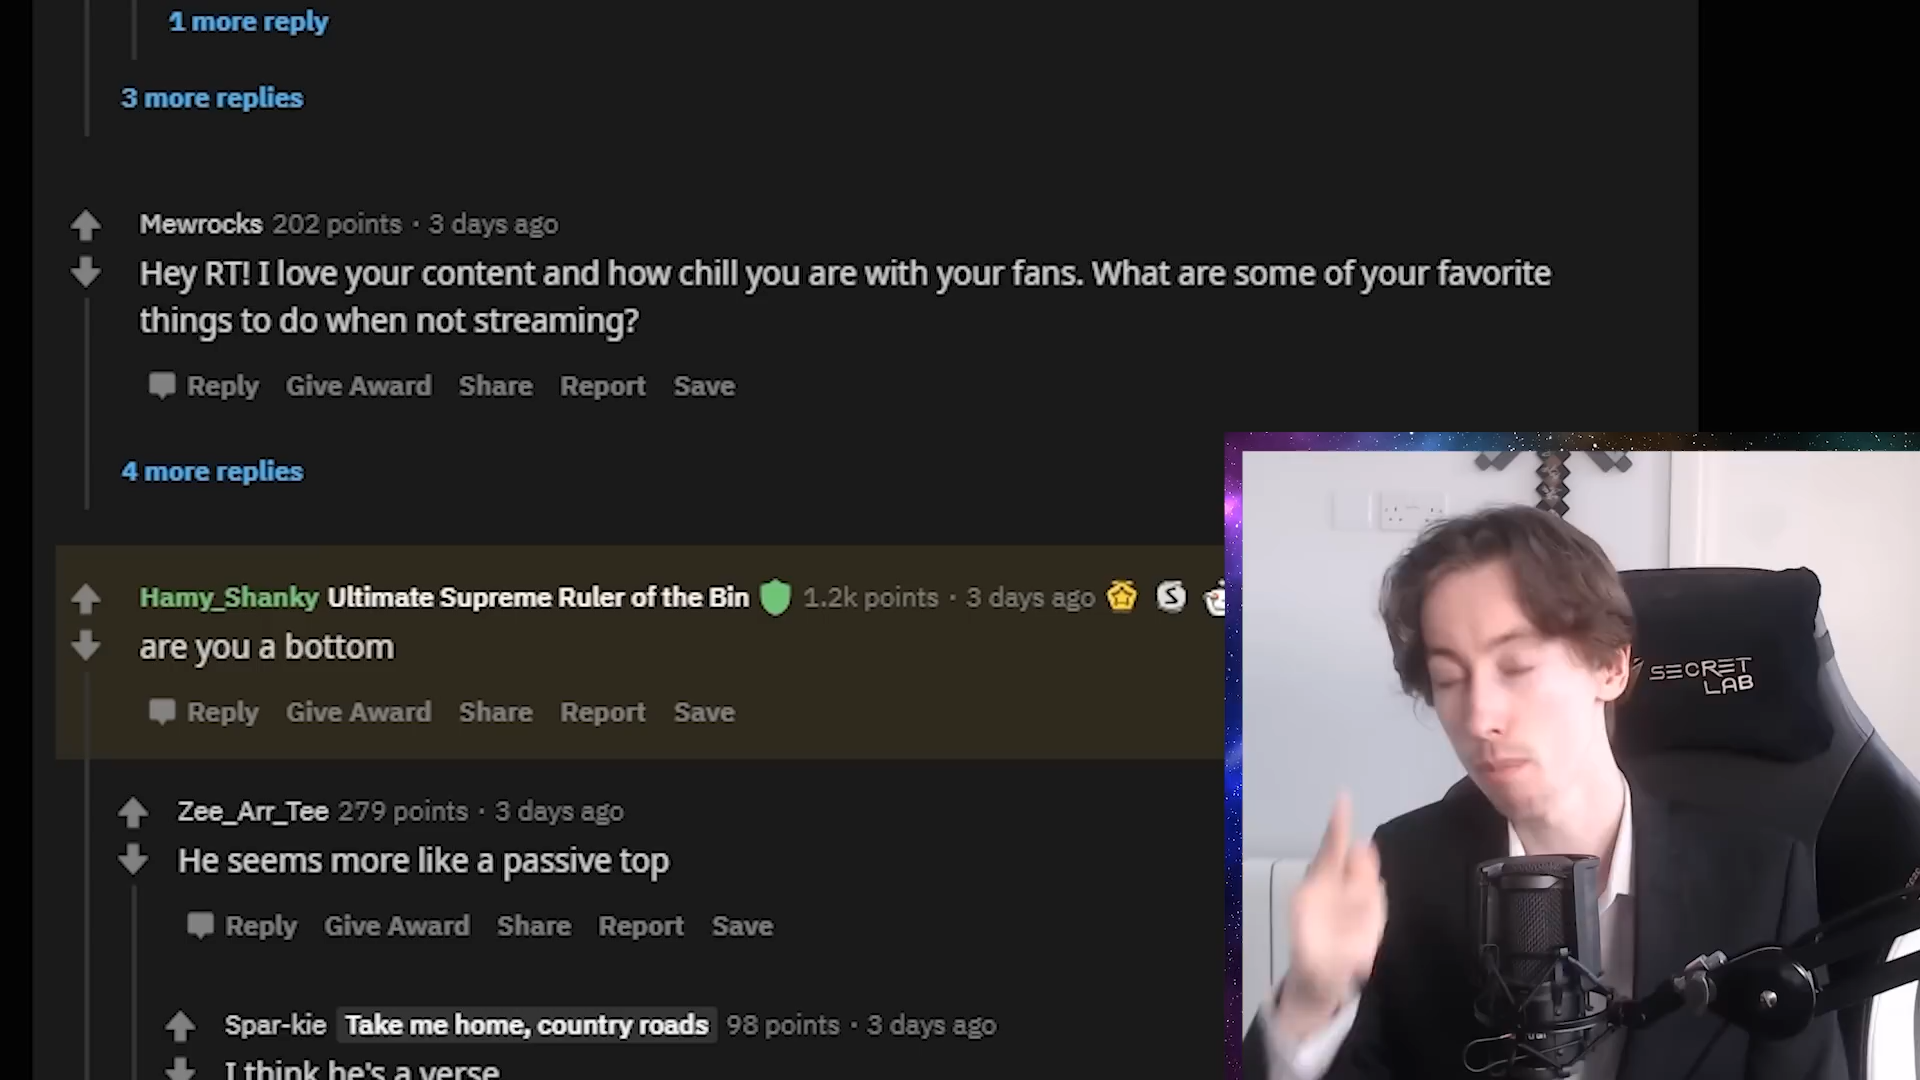 1 more reply
3 more replies
Mewrocks 202 points · 3 days ago
Hey RT! I love your content and how chill you are with your fans. What are some of your favorite
things to do when not streaming?
Reply Give Award Share Report Save
4 more replies
Hamy_Shanky Ultimate Supreme Ruler of the Bin 1.2k points · 3 days ago
are you a bottom
Reply Give Award Share Report Save
SECRET
LAB
Zee_Arr_Tee 279 points · 3 days ago
He seems more like a passive top
Reply Give Award Share Report Save
Spar-kie Take me home, country roads 98 points · 3 days ago
I think he's a verse